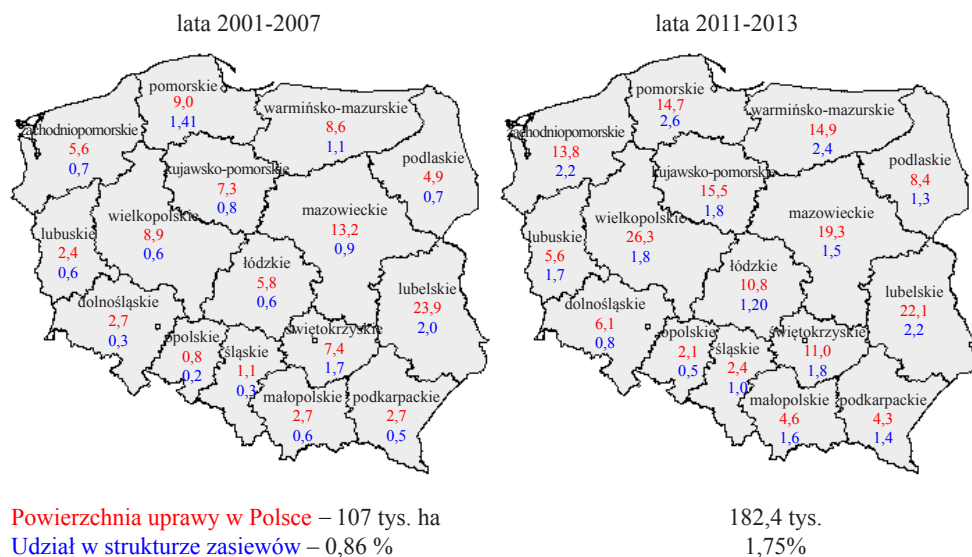 lata 2001-2007
pomorskie
9,0
1,41
warmińsko-mazurskie
8,6
1,1
zachodniopomorskie
5,6
0,7
podlaskie
4,9
0,7
kujawsko-pomorskie
7,3
0,8
mazowieckie
13,2
0,9
wielkopolskie
8,9
0,6
lubuskie
2,4
0,6
łódzkie
5,8
0,6
lubelskie
23,9
2,0
dolnośląskie
2,7
0,3
opolskie
0,8
0,2
śląskie
1,1
0,3
świętokrzyskie
7,4
1,7
małopolskie
2,7
0,6
podkarpackie
2,7
0,5
lata 2011-2013
pomorskie
14,7
2,6
warmińsko-mazurskie
14,9
2,4
zachodniopomorskie
13,8
2,2
podlaskie
8,4
1,3
kujawsko-pomorskie
15,5
1,8
mazowieckie
19,3
1,5
wielkopolskie
26,3
1,8
lubuskie
5,6
1,7
łódzkie
10,8
1,20
lubelskie
22,1
2,2
dolnośląskie
6,1
0,8
opolskie
2,1
0,5
śląskie
2,4
1,0
świętokrzyskie
11,0
1,8
małopolskie
4,6
1,6
podkarpackie
4,3
1,4
Powierzchnia uprawy w Polsce – 107 tys. ha
Udział w strukturze zasiewów – 0,86 %
182,4 tys.
1,75%